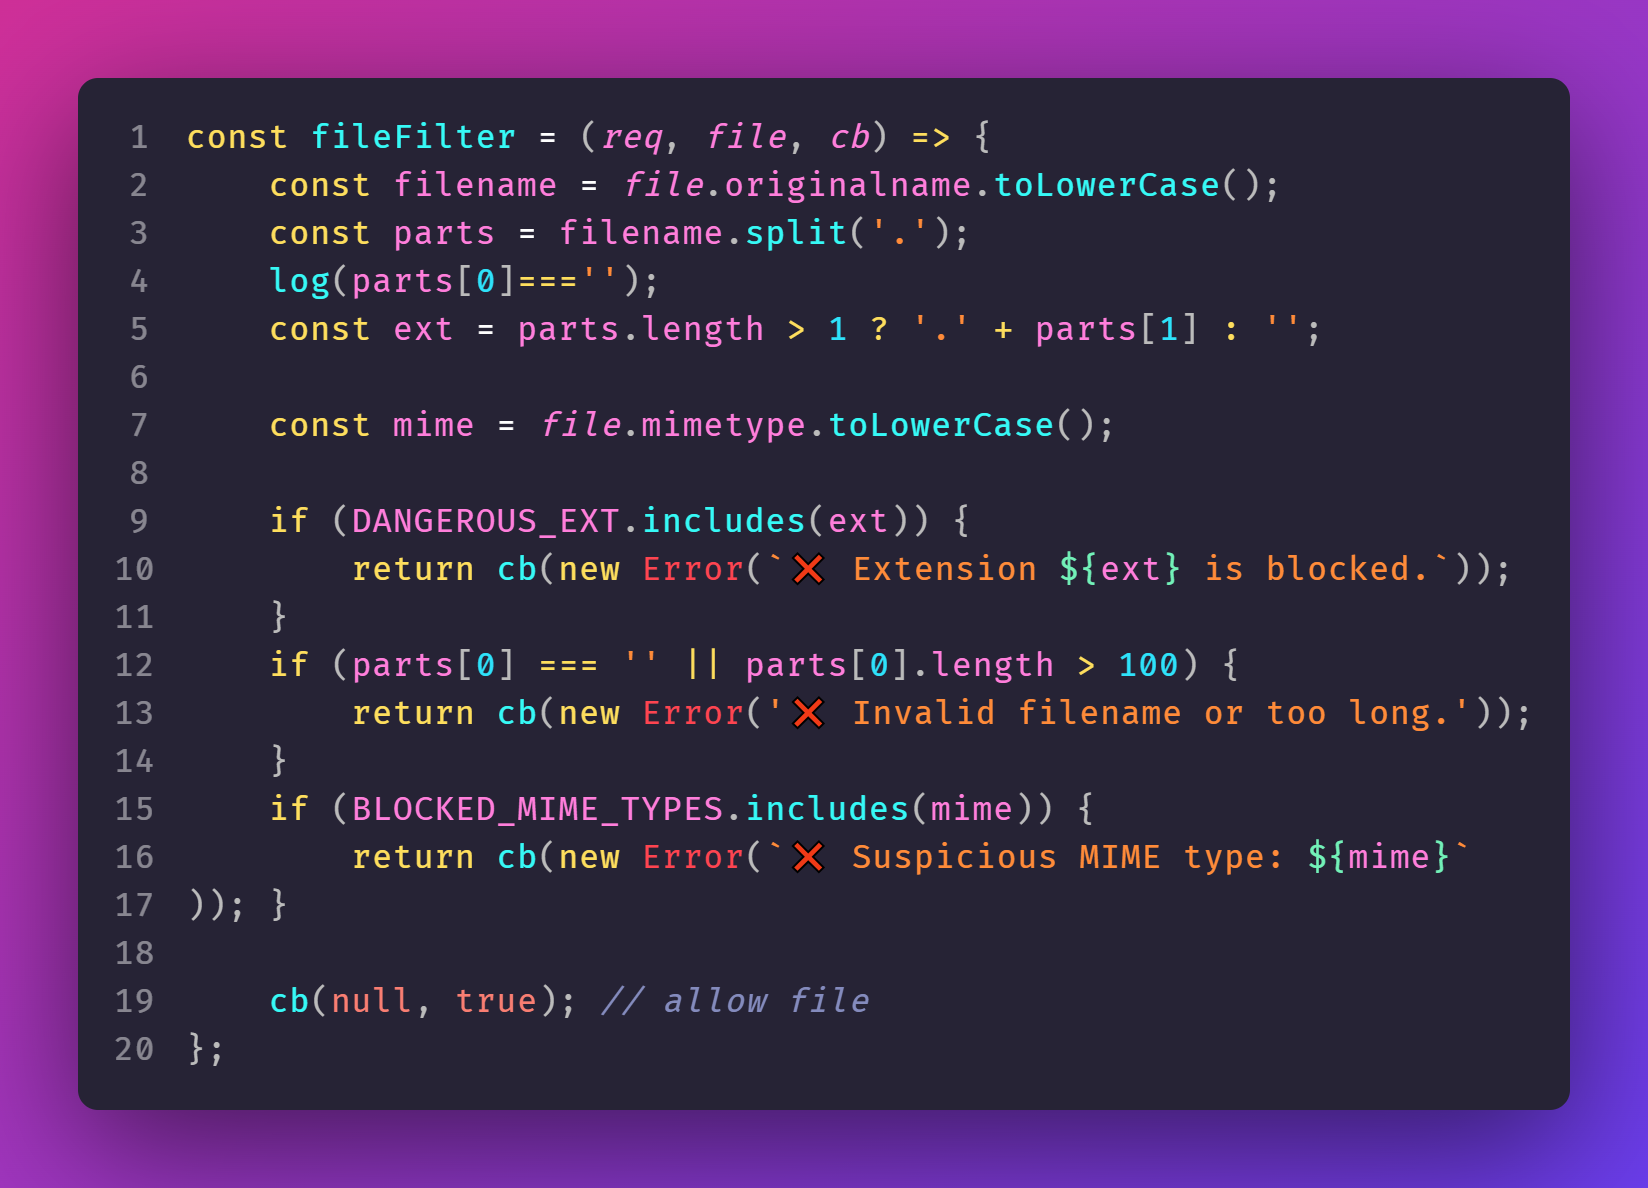 1 const fileFilter = (req, file, cb) => {
2     const filename = file.originalname.toLowerCase();
3     const parts = filename.split('.');
4     log(parts[0]==='');
5     const ext = parts.length > 1 ? '.' + parts[1] : '';
6
7     const mime = file.mimetype.toLowerCase();
8
9     if (DANGEROUS_EXT.includes(ext)) {
10         return cb(new Error(`❌ Extension ${ext} is blocked.`));
11     }
12     if (parts[0] === '' || parts[0].length > 100) {
13         return cb(new Error('❌ Invalid filename or too long.'));
14     }
15     if (BLOCKED_MIME_TYPES.includes(mime)) {
16         return cb(new Error(`❌ Suspicious MIME type: ${mime}`
17 )); }
18
19     cb(null, true); // allow file
20 };